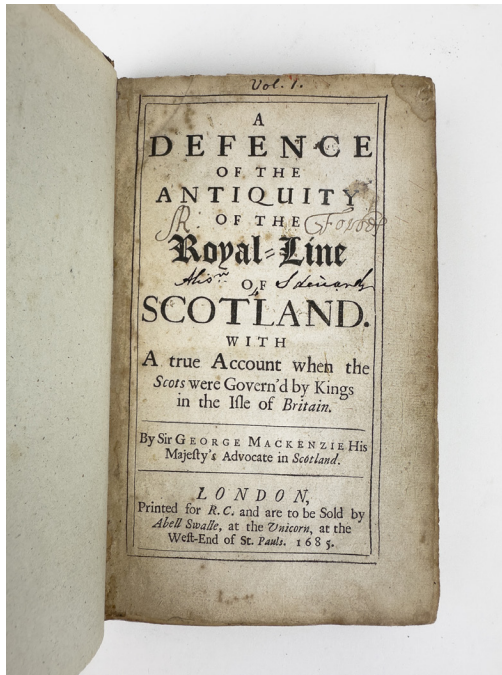 Vol. 1.
A
DEFENCE
OF THE
ANTIQUITY
OF THE
Royal=Line
OF
SCOTLAND.
WITH
A true Account when the
Scots were Govern'd by Kings
in the Iſle of Britain.
By Sir GEORGE MACKENZIE His
Majeſty's Advocate in Scotland.
LONDON,
Printed for R. C. and are to be Sold by
Abell Swalle, at the Unicorn, at the
Weſt-End of St. Pauls. 1685.